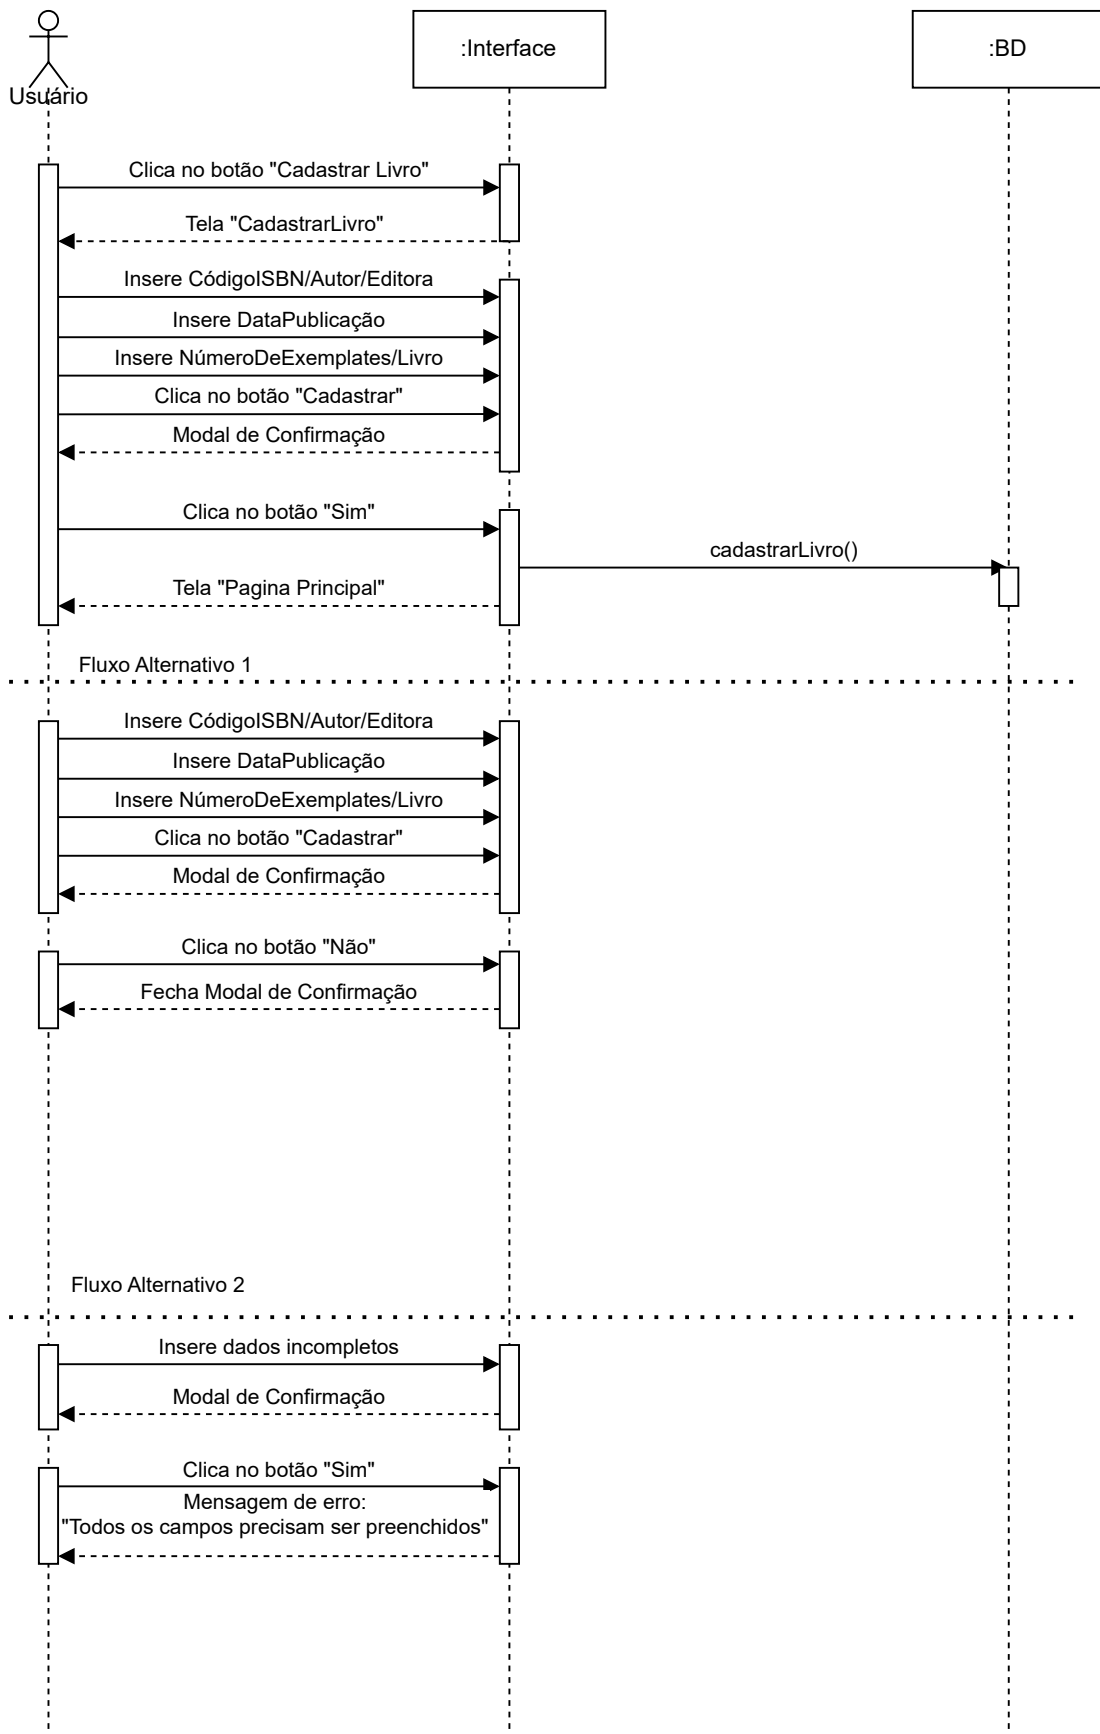 Usuário
:Interface
:BD
Clica no botão "Cadastrar Livro"
Tela "CadastrarLivro"
Insere CódigoISBN/Autor/Editora
Insere DataPublicação
Insere NúmeroDeExemplates/Livro
Clica no botão "Cadastrar"
Modal de Confirmação
Clica no botão "Sim"
cadastrarLivro()
Tela "Pagina Principal"
Fluxo Alternativo 1
Insere CódigoISBN/Autor/Editora
Insere DataPublicação
Insere NúmeroDeExemplates/Livro
Clica no botão "Cadastrar"
Modal de Confirmação
Clica no botão "Não"
Fecha Modal de Confirmação
Fluxo Alternativo 2
Insere dados incompletos
Modal de Confirmação
Clica no botão "Sim"
Mensagem de erro:
"Todos os campos precisam ser preenchidos"